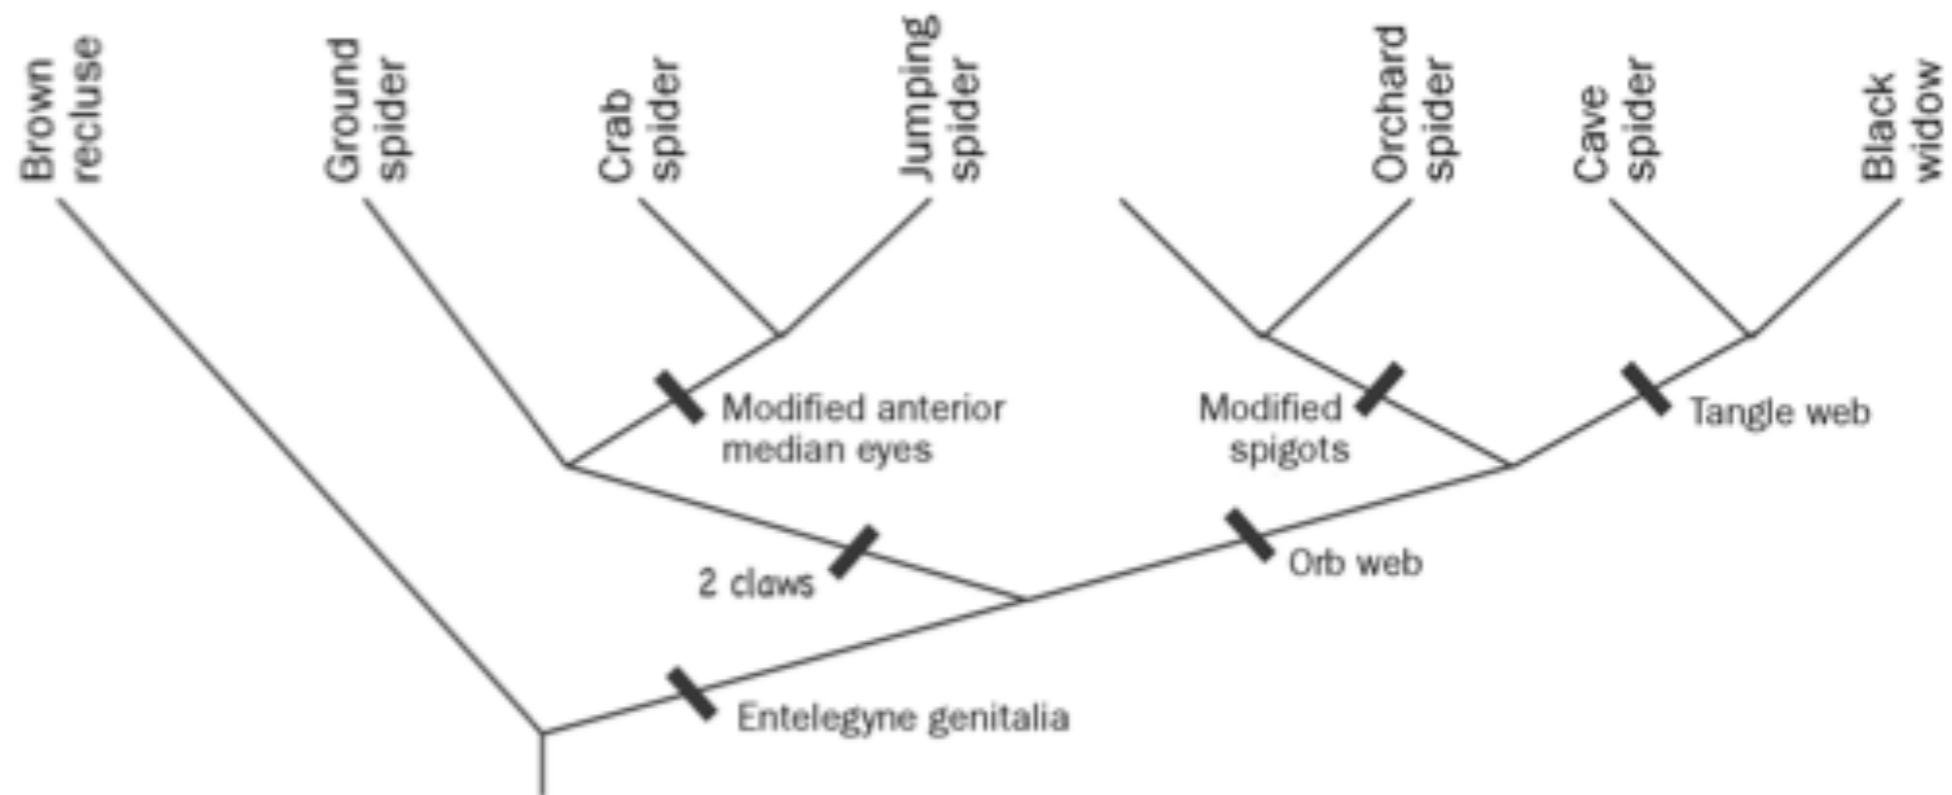 Brown
recluse
Ground
spider
Crab
spider
Jumping
spider
Orchard
spider
Cave
spider
Black
widow
Modified anterior
median eyes
Modified
spigots
Tangle web
2 claws
Orb web
Entelegyne genitalia